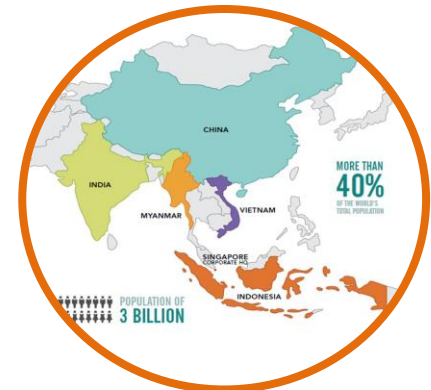 CHINA
MORE THAN
40%
OF THE WORLD'S
TOTAL POPULATION
INDIA
MYANMAR
VIETNAM
SINGAPORE
CORPORATE HQ
INDONESIA
POPULATION OF
3 BILLION